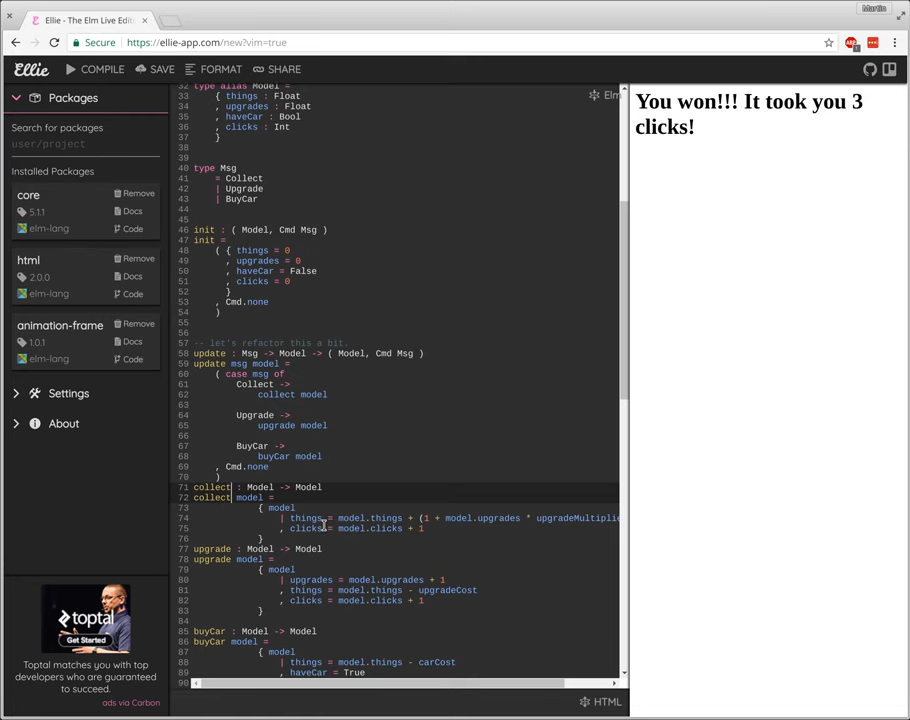 Martin
Ellie - The Elm Live Edit
Secure https://ellie-app.com/new?vim=true
Ellie COMPILE SAVE FORMAT SHARE
Packages
Search for packages
user/project
Installed Packages
core Remove
5.1.1 Docs
elm-lang Code
html Remove
2.0.0 Docs
elm-lang Code
animation-frame Remove
1.0.1 Docs
elm-lang Code
Settings
About
toptal
Get Started
Toptal matches you with top
developers who are guaranteed
to succeed.
ads via Carbon
Elm
32 type alias Model =
33 { things : Float
34 , upgrades : Float
35 , haveCar : Bool
36 , clicks : Int
37 }
38
39
40 type Msg
41 = Collect
42 | Upgrade
43 | BuyCar
44
45
46 init : ( Model, Cmd Msg )
47 init =
48 ( { things = 0
49 , upgrades = 0
50 , haveCar = False
51 , clicks = 0
52 }
53 , Cmd.none
54 )
55
56
57 -- let's refactor this a bit.
58 update : Msg -> Model -> ( Model, Cmd Msg )
59 update msg model =
60 ( case msg of
61 Collect ->
62 collect model
63
64 Upgrade ->
65 upgrade model
66
67 BuyCar ->
68 buyCar model
69 , Cmd.none
70 )
71 collect : Model -> Model
72 collect model =
73 { model
74 | things = model.things + (1 + model.upgrades * upgradeMultiplie
75 , clicks = model.clicks + 1
76 }
77 upgrade : Model -> Model
78 upgrade model =
79 { model
80 | upgrades = model.upgrades + 1
81 , things = model.things - upgradeCost
82 , clicks = model.clicks + 1
83 }
84
85 buyCar : Model -> Model
86 buyCar model =
87 { model
88 | things = model.things - carCost
89 , haveCar = True
90
HTML
You won!!! It took you 3
clicks!